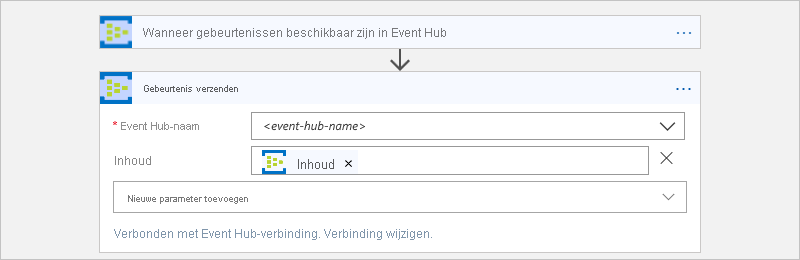 Wanneer gebeurtenissen beschikbaar zijn in Event Hub
Gebeurtenis verzenden
* Event Hub-naam
<event-hub-name>
Inhoud
Inhoud ×
Nieuwe parameter toevoegen
Verbonden met Event Hub-verbinding. Verbinding wijzigen.